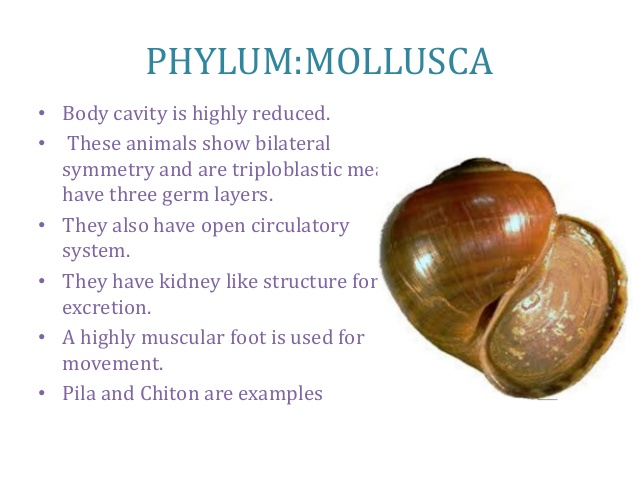 PHYLUM:MOLLUSCA
• Body cavity is highly reduced.
• These animals show bilateral
symmetry and are triploblastic
have three germ layers.
• They also have open circulatory
system.
• They have kidney like structure for
excretion.
• A highly muscular foot is used for
movement.
• Pila and Chiton are examples